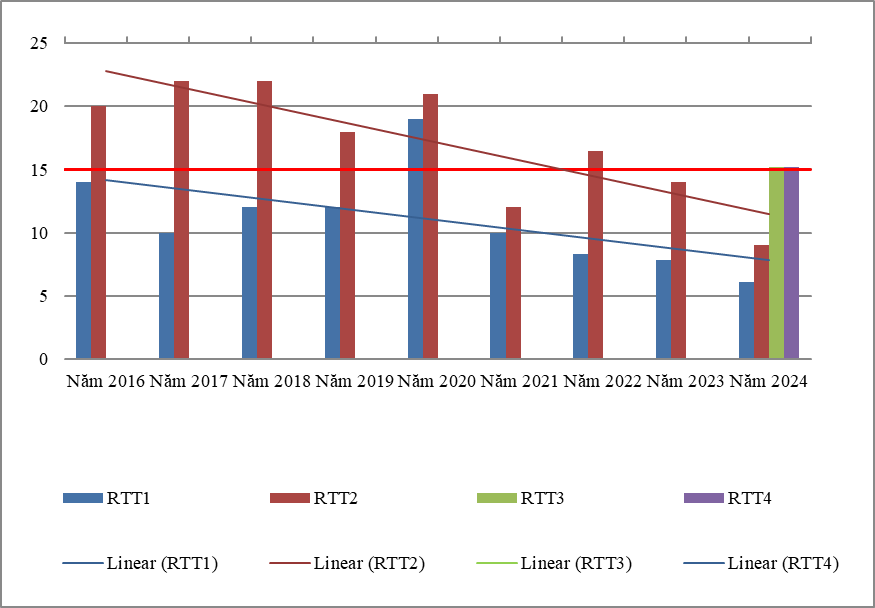 25
20
15
10
5
0
Năm 2016 Năm 2017 Năm 2018 Năm 2019 Năm 2020 Năm 2021 Năm 2022 Năm 2023 Năm 2024
RTT1 RTT2 RTT3 RTT4
Linear (RTT1) Linear (RTT2) Linear (RTT3) Linear (RTT4)